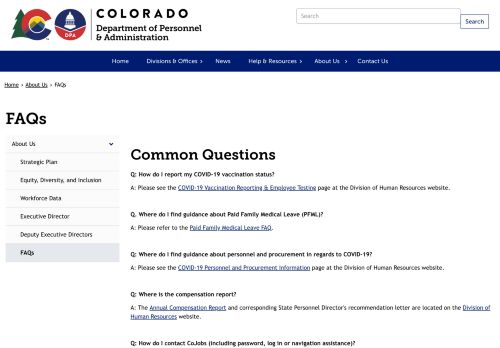 COLORADO
Department of Personnel
& Administration
DPA
Search
Search
Home
Divisions & Offices
News
Help & Resources
About Us
Contact Us
Home › About Us › FAQs
FAQs
About Us
Strategic Plan
Equity, Diversity, and Inclusion
Workforce Data
Executive Director
Deputy Executive Directors
FAQs
Common Questions
Q: How do I report my COVID-19 vaccination status?
A: Please see the COVID-19 Vaccination Reporting & Employee Testing page at the Division of Human Resources website.
Q. Where do I find guidance about Paid Family Medical Leave (PFML)?
A: Please refer to the Paid Family Medical Leave FAQ.
Q: Where do I find guidance about personnel and procurement in regards to COVID-19?
A: Please see the COVID-19 Personnel and Procurement Information page at the Division of Human Resources website.
Q: Where is the compensation report?
A: The Annual Compensation Report and corresponding State Personnel Director's recommendation letter are located on the Division of
Human Resources website.
Q: How do I contact CoJobs (including password, log in or navigation assistance)?